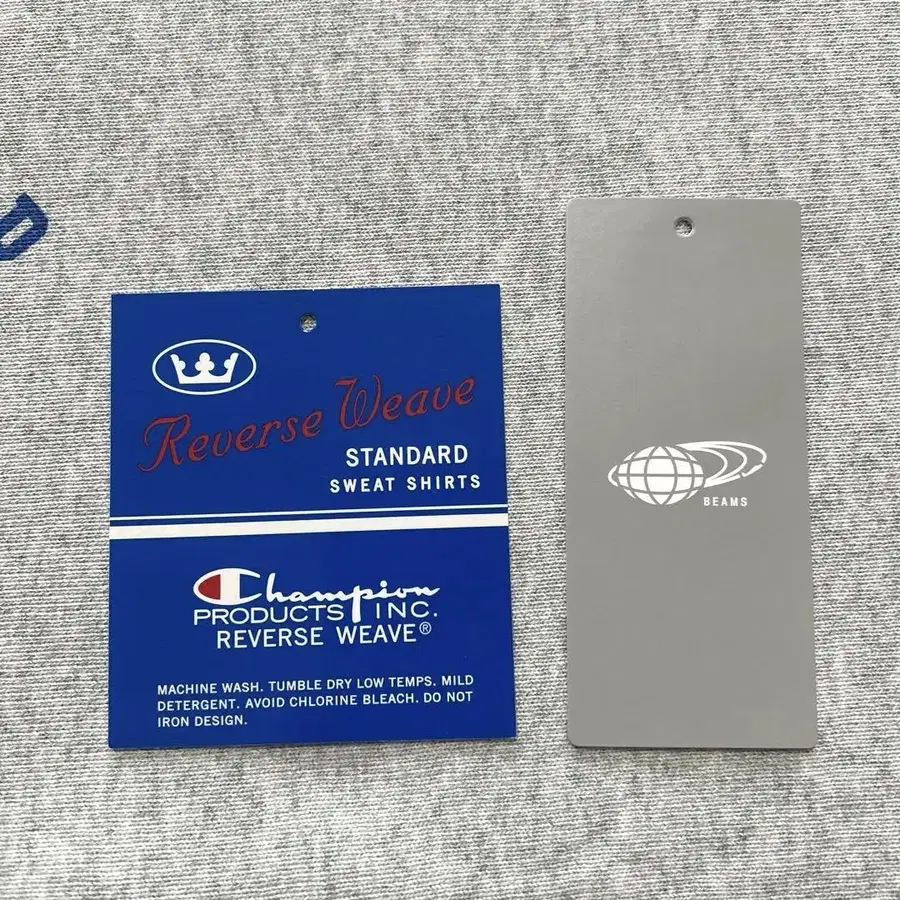 D
Reverse Weave
STANDARD
SWEAT SHIRTS
Champion
PRODUCTS INC.
REVERSE WEAVE®
MACHINE WASH. TUMBLE DRY LOW TEMPS. MILD
DETERGENT. AVOID CHLORINE BLEACH. DO NOT
IRON DESIGN.
BEAMS